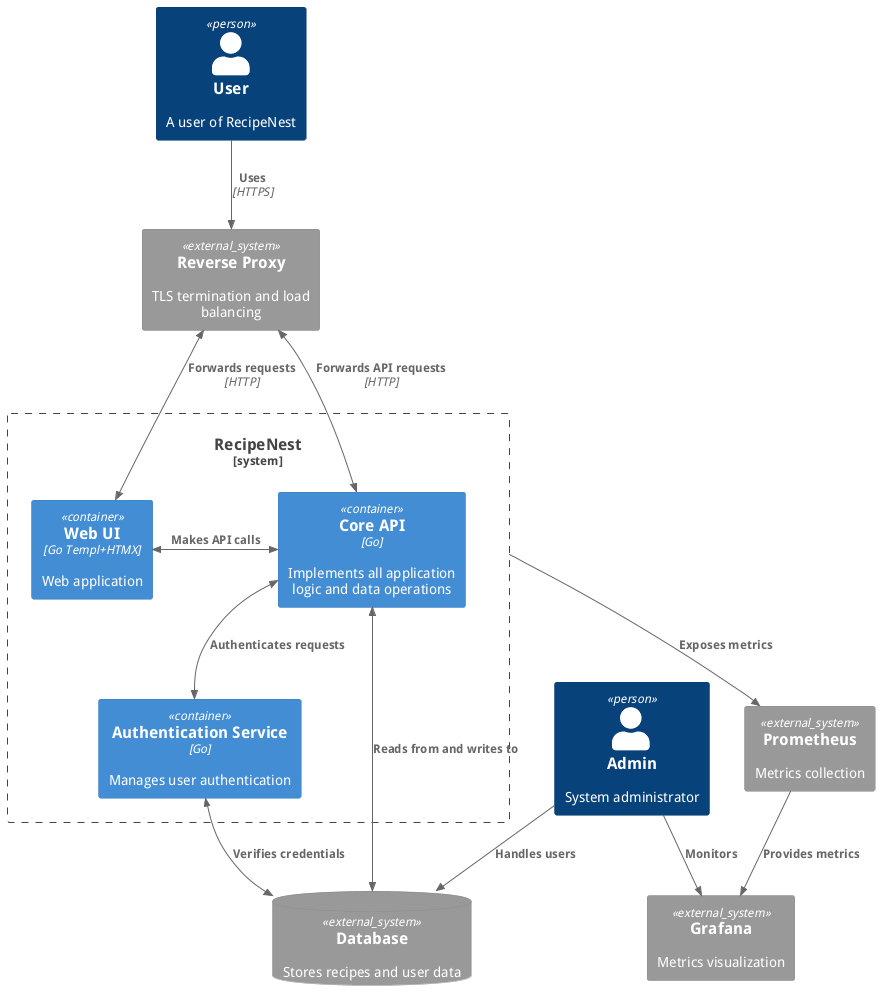 «person»
User
A user of RecipeNest
Uses
[HTTPS]
«external_system»
Reverse Proxy
TLS termination and load
balancing
Forwards requests
[HTTP]
Forwards API requests
[HTTP]
RecipeNest
[system]
«container»
Web UI
[Go Templ+HTMX]
Web application
Makes API calls
«container»
Core API
[Go]
Implements all application
logic and data operations
Authenticates requests
Exposes metrics
«container»
Authentication Service
[Go]
Manages user authentication
Reads from and writes to
«person»
Admin
System administrator
«external_system»
Prometheus
Metrics collection
Verifies credentials
Handles users
Monitors
Provides metrics
«external_system»
Database
Stores recipes and user data
«external_system»
Grafana
Metrics visualization